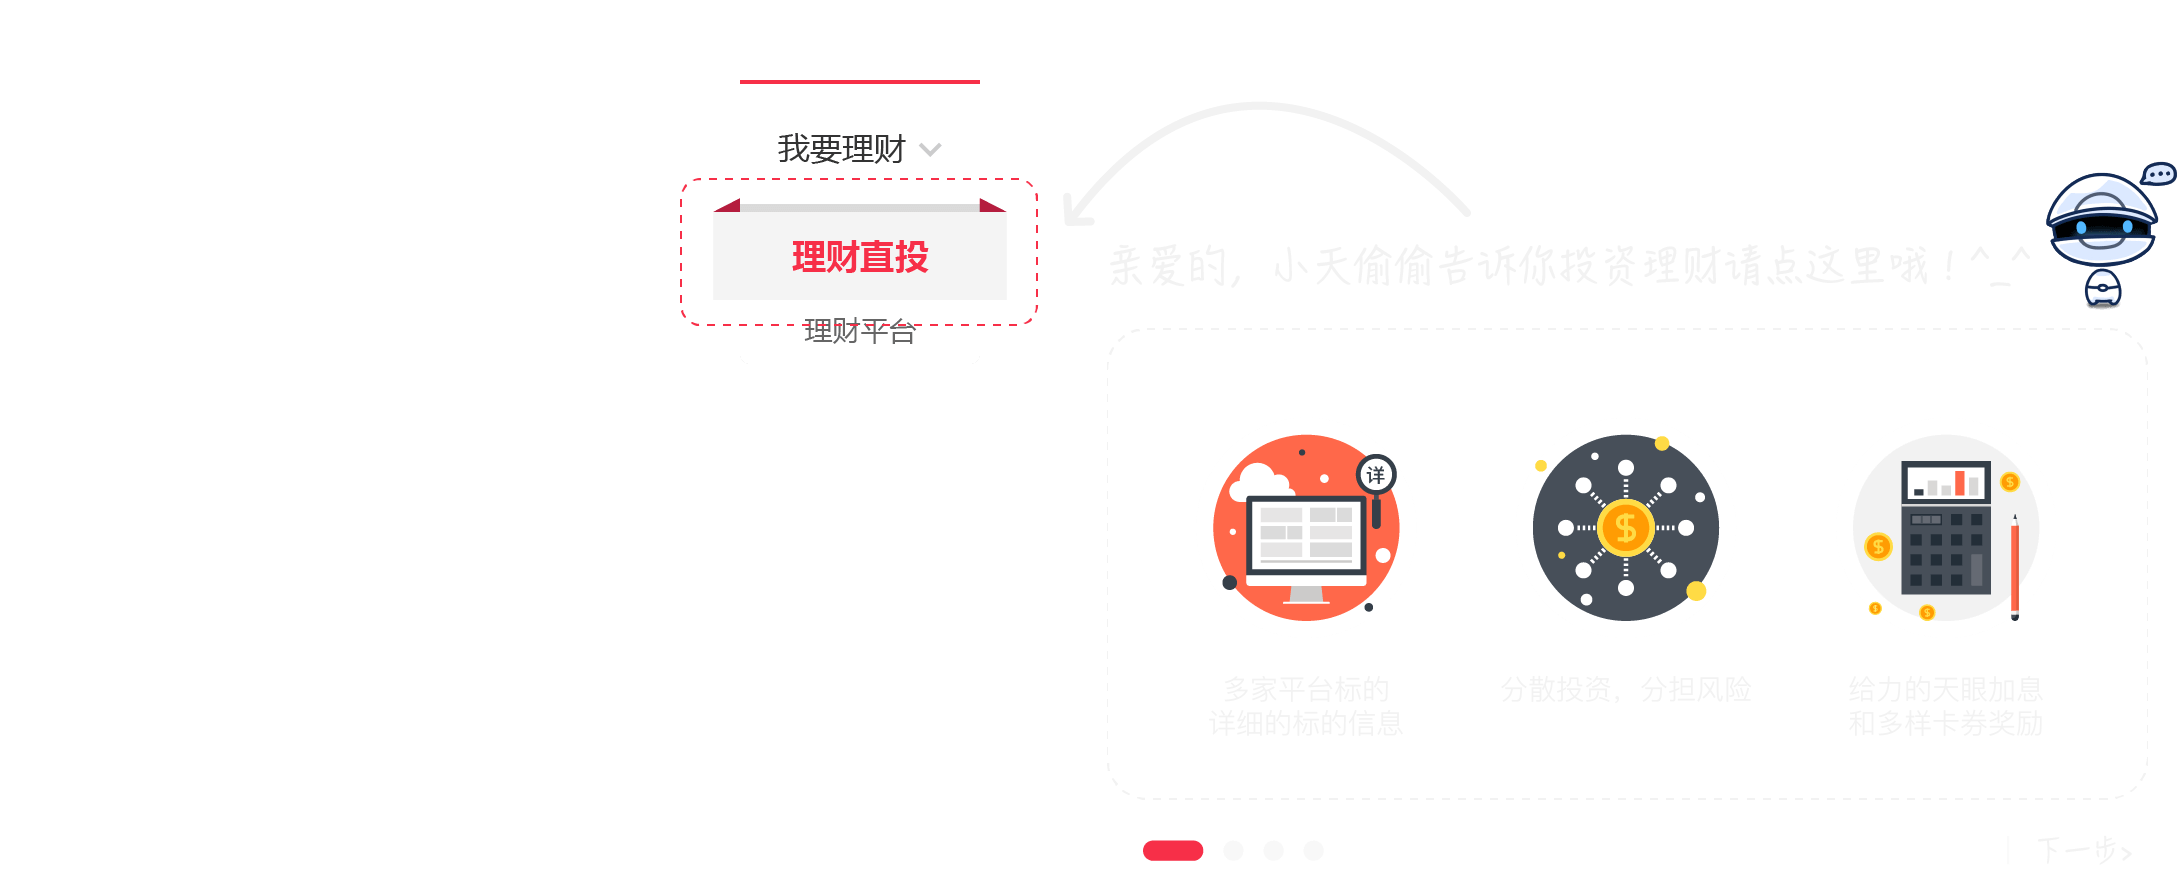 我要理财
理财直投
理财平台
亲爱的，小天偷偷告诉你投资理财请点这里哦！^_^
详
多家平台标的
详细的标的信息
分散投资，分担风险
给力的天眼加息
和多样卡券奖励
下一步>